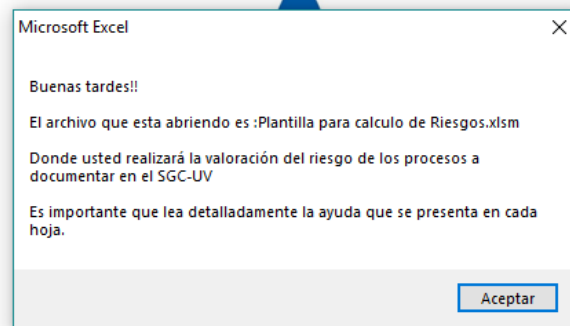 Microsoft Excel
Buenas tardes!!
El archivo que esta abriendo es :Plantilla para calculo de Riesgos.xlsm
Donde usted realizará la valoración del riesgo de los procesos a
documentar en el SGC-UV
Es importante que lea detalladamente la ayuda que se presenta en cada
hoja.
Aceptar